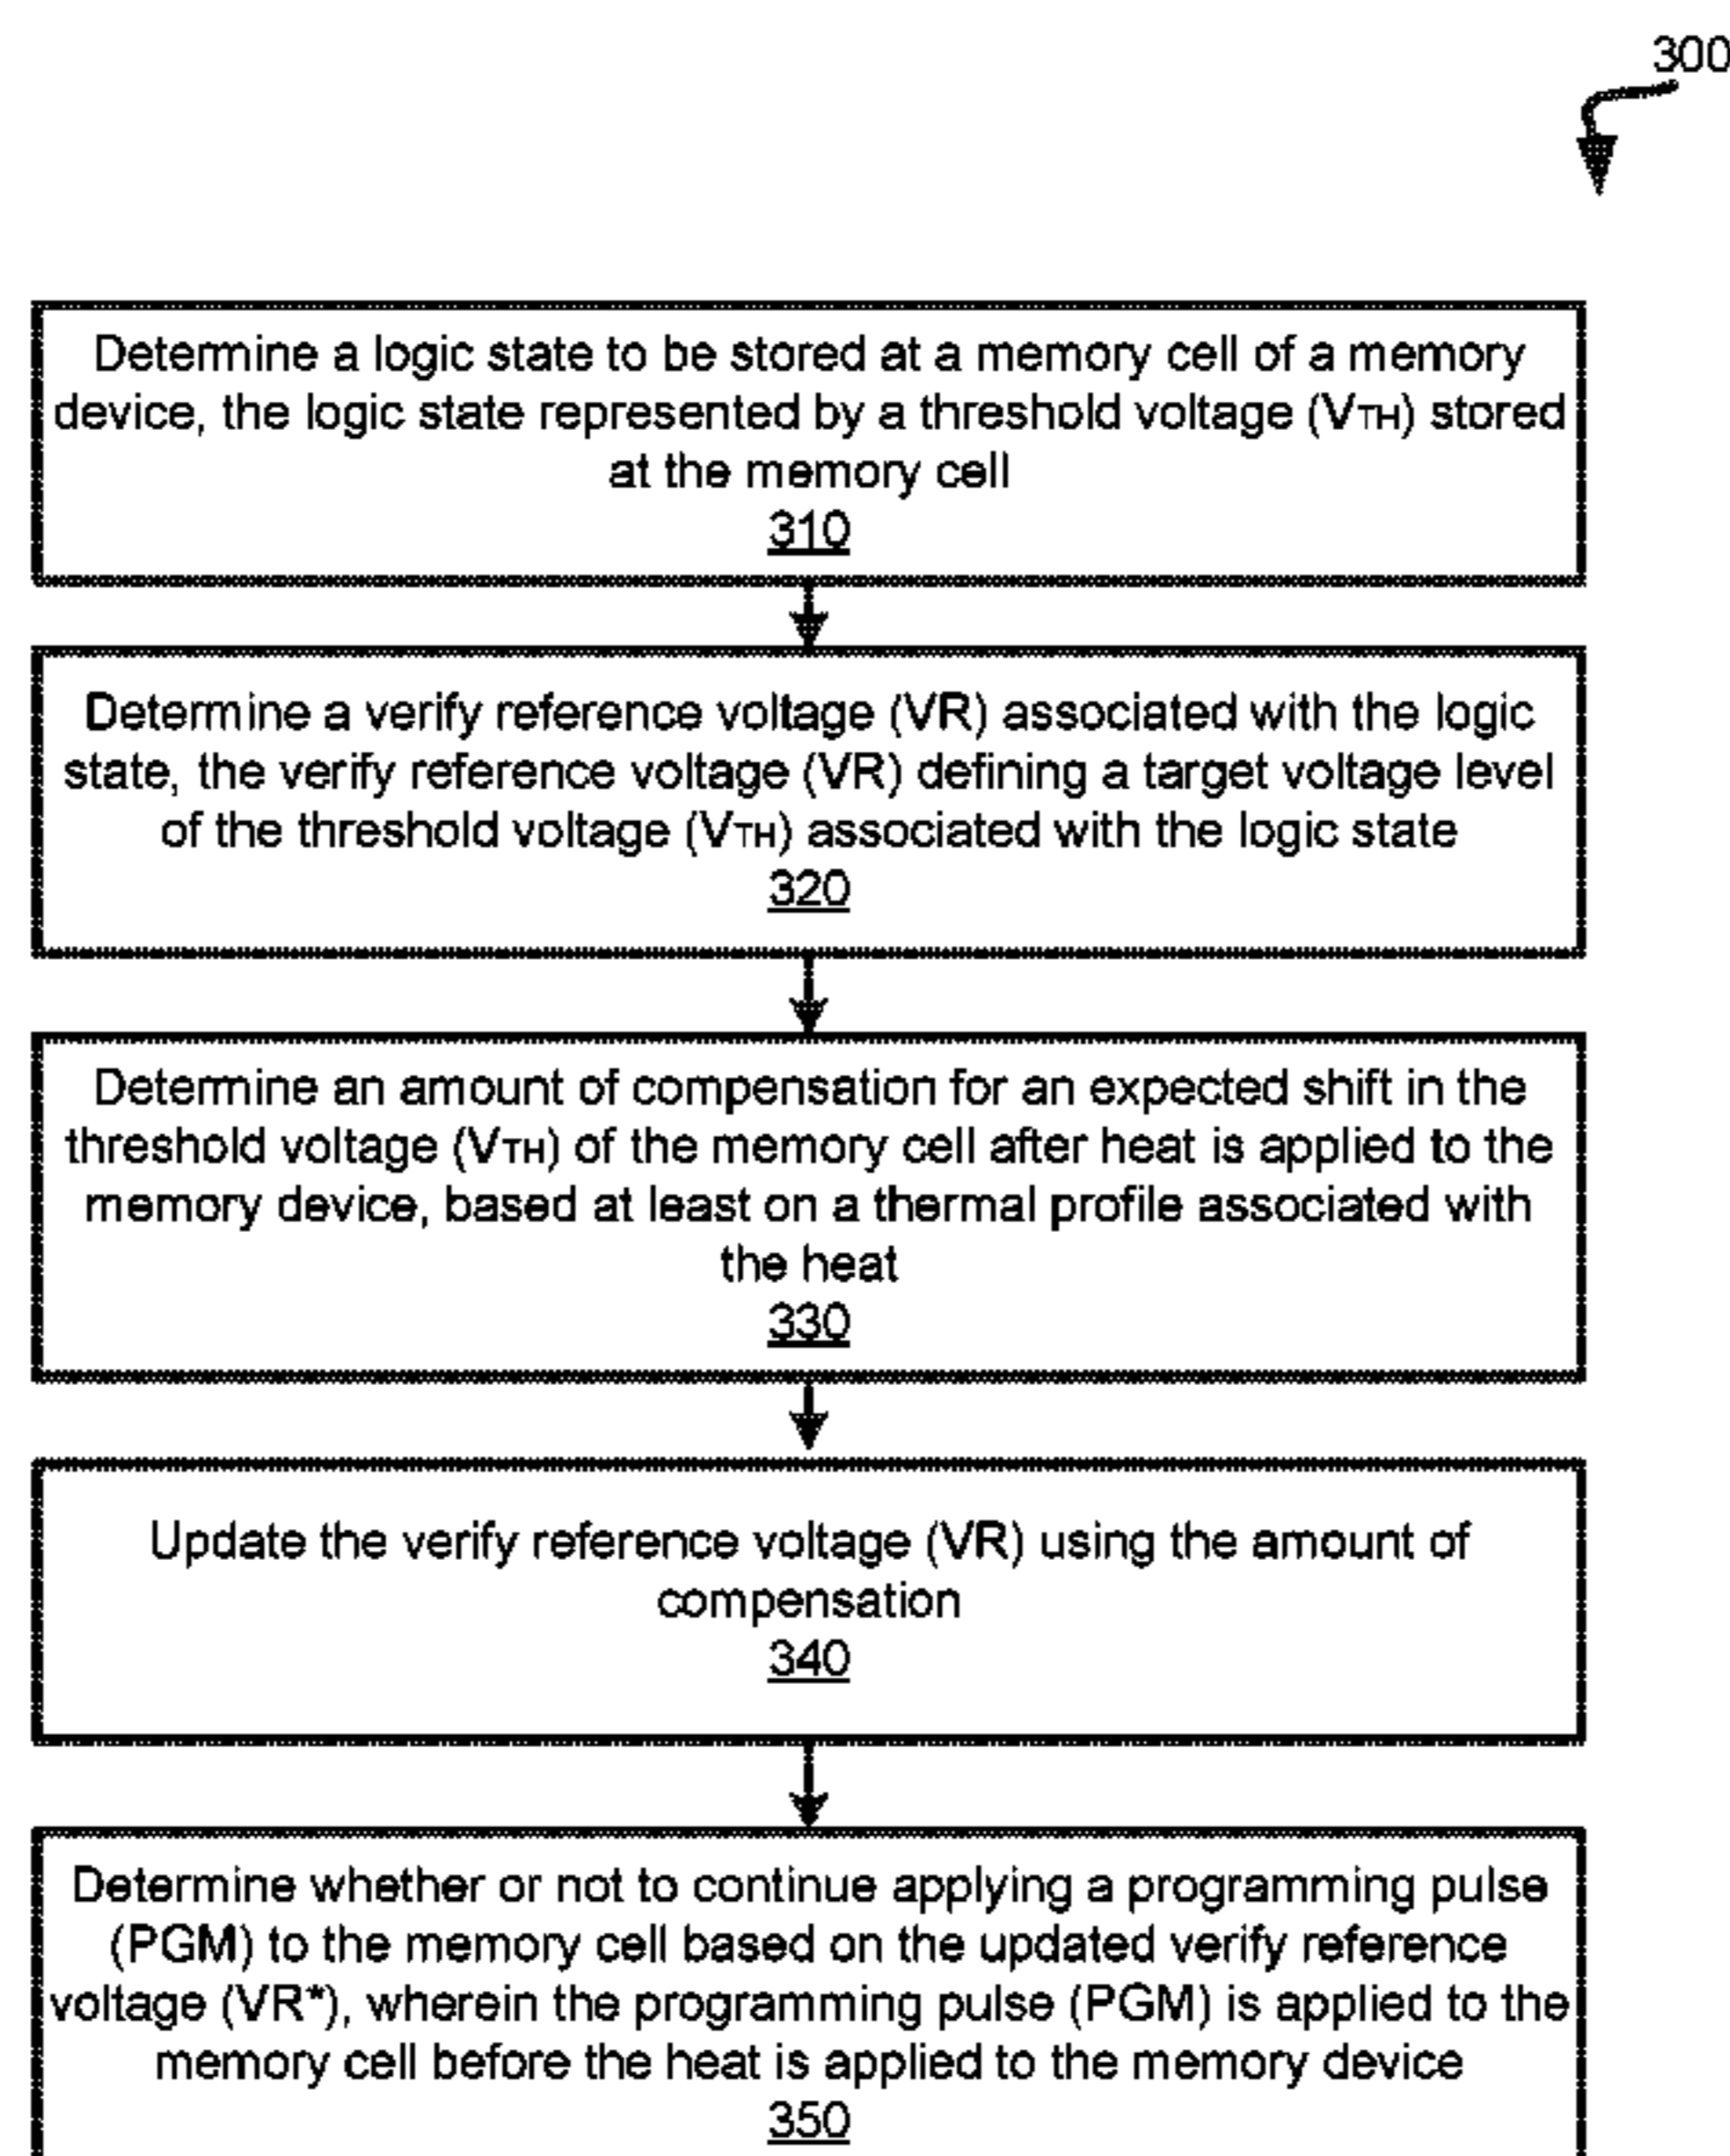 300
Determine a logic state to be stored at a memory cell of a memory
device, the logic state represented by a threshold voltage (VTH) stored
at the memory cell
310
Determine a verify reference voltage (VR) associated with the logic
state, the verify reference voltage (VR) defining a target voltage level
of the threshold voltage (VTH) associated with the logic state
320
Determine an amount of compensation for an expected shift in the
threshold voltage (VTH) of the memory cell after heat is applied to the
memory device, based at least on a thermal profile associated with
the heat
330
Update the verify reference voltage (VR) using the amount of
compensation
340
Determine whether or not to continue applying a programming pulse
(PGM) to the memory cell based on the updated verify reference
voltage (VR*), wherein the programming pulse (PGM) is applied to the
memory cell before the heat is applied to the memory device
350